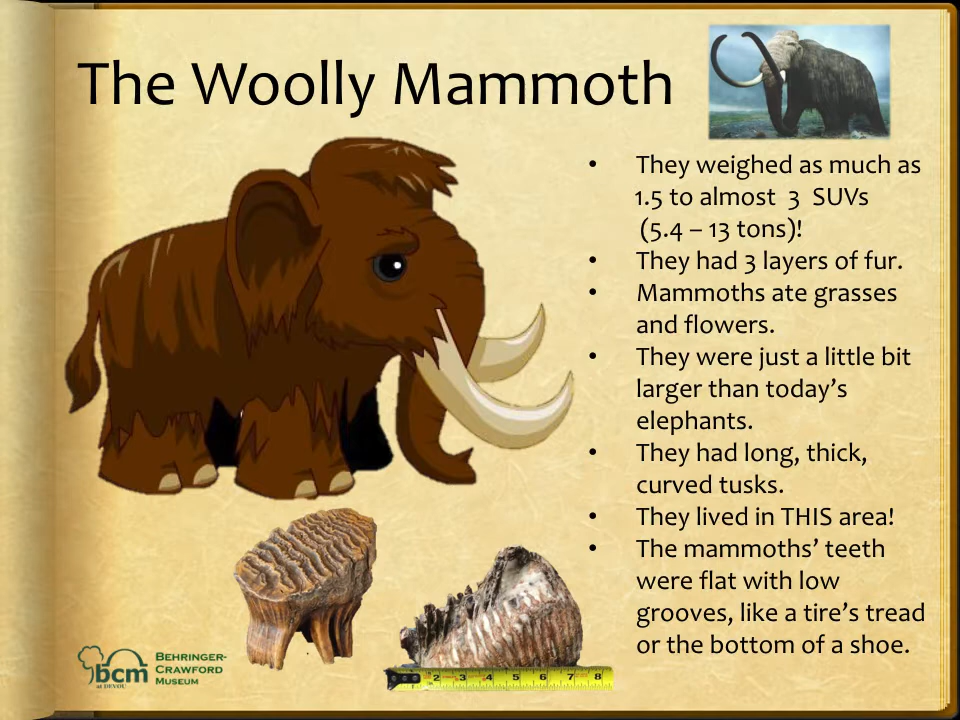 The Woolly Mammoth
• They weighed as much as
1.5 to almost 3 SUVs
(5.4 – 13 tons)!
• They had 3 layers of fur.
• Mammoths ate grasses
and flowers.
• They were just a little bit
larger than today’s
elephants.
• They had long, thick,
curved tusks.
• They lived in THIS area!
• The mammoths’ teeth
were flat with low
grooves, like a tire’s tread
or the bottom of a shoe.
bcm
at DEVOU
BEHRINGER-
CRAWFORD
MUSEUM
2 3 4 5 6 7 8